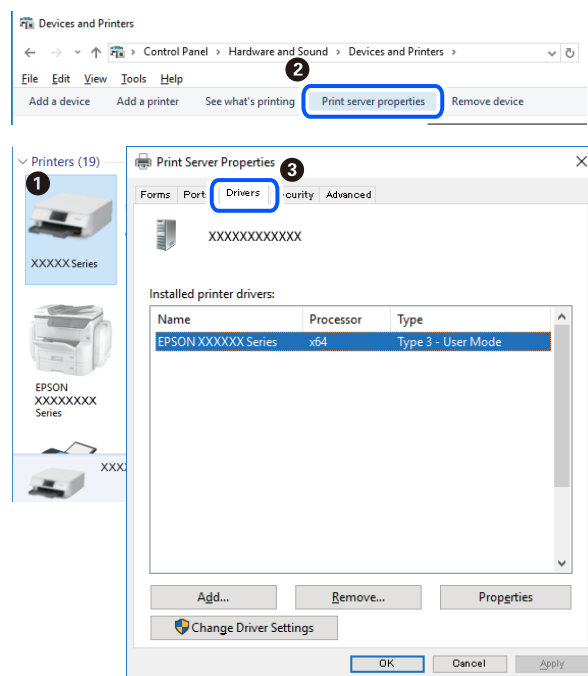 Devices and Printers
Control Panel > Hardware and Sound > Devices and Printers >
2
File Edit View Tools Help
Add a device Add a printer See what's printing Print server properties Remove device
Printers (19)
1
XXXXX Series
EPSON
XXXXXXXX
Series
XXX
Print Server Properties
3
Forms Port Drivers curity Advanced
XXXXXXXXXXXX
Installed printer drivers:
Name Processor Type
EPSON XXXXXX Series x64 Type 3 - User Mode
Add... Remove... Properties
Change Driver Settings
OK Cancel Apply